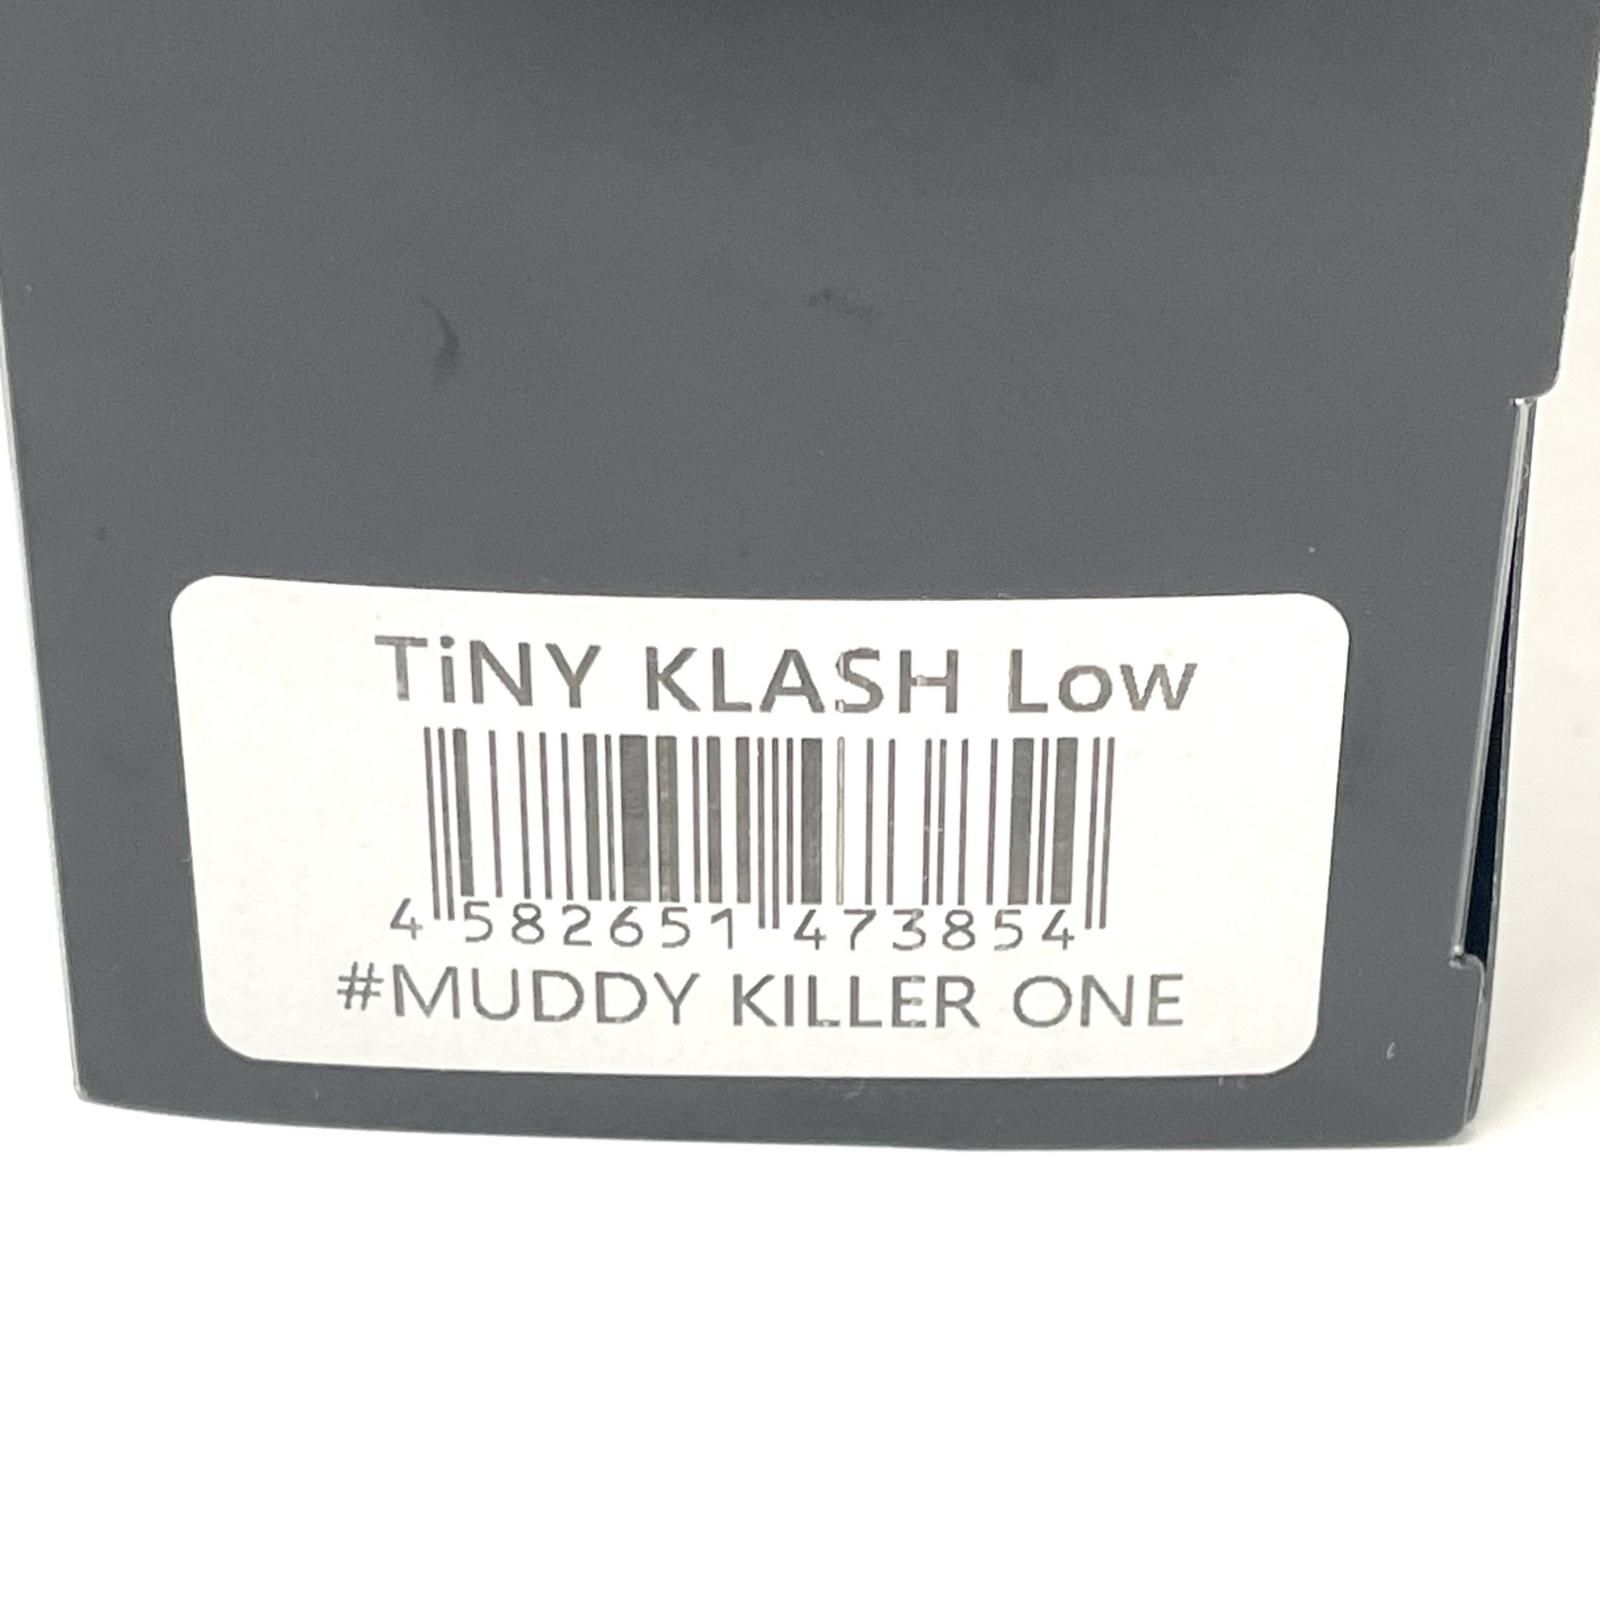 TiNY KLASH Low
4 582651 473854
#MUDDY KILLER ONE